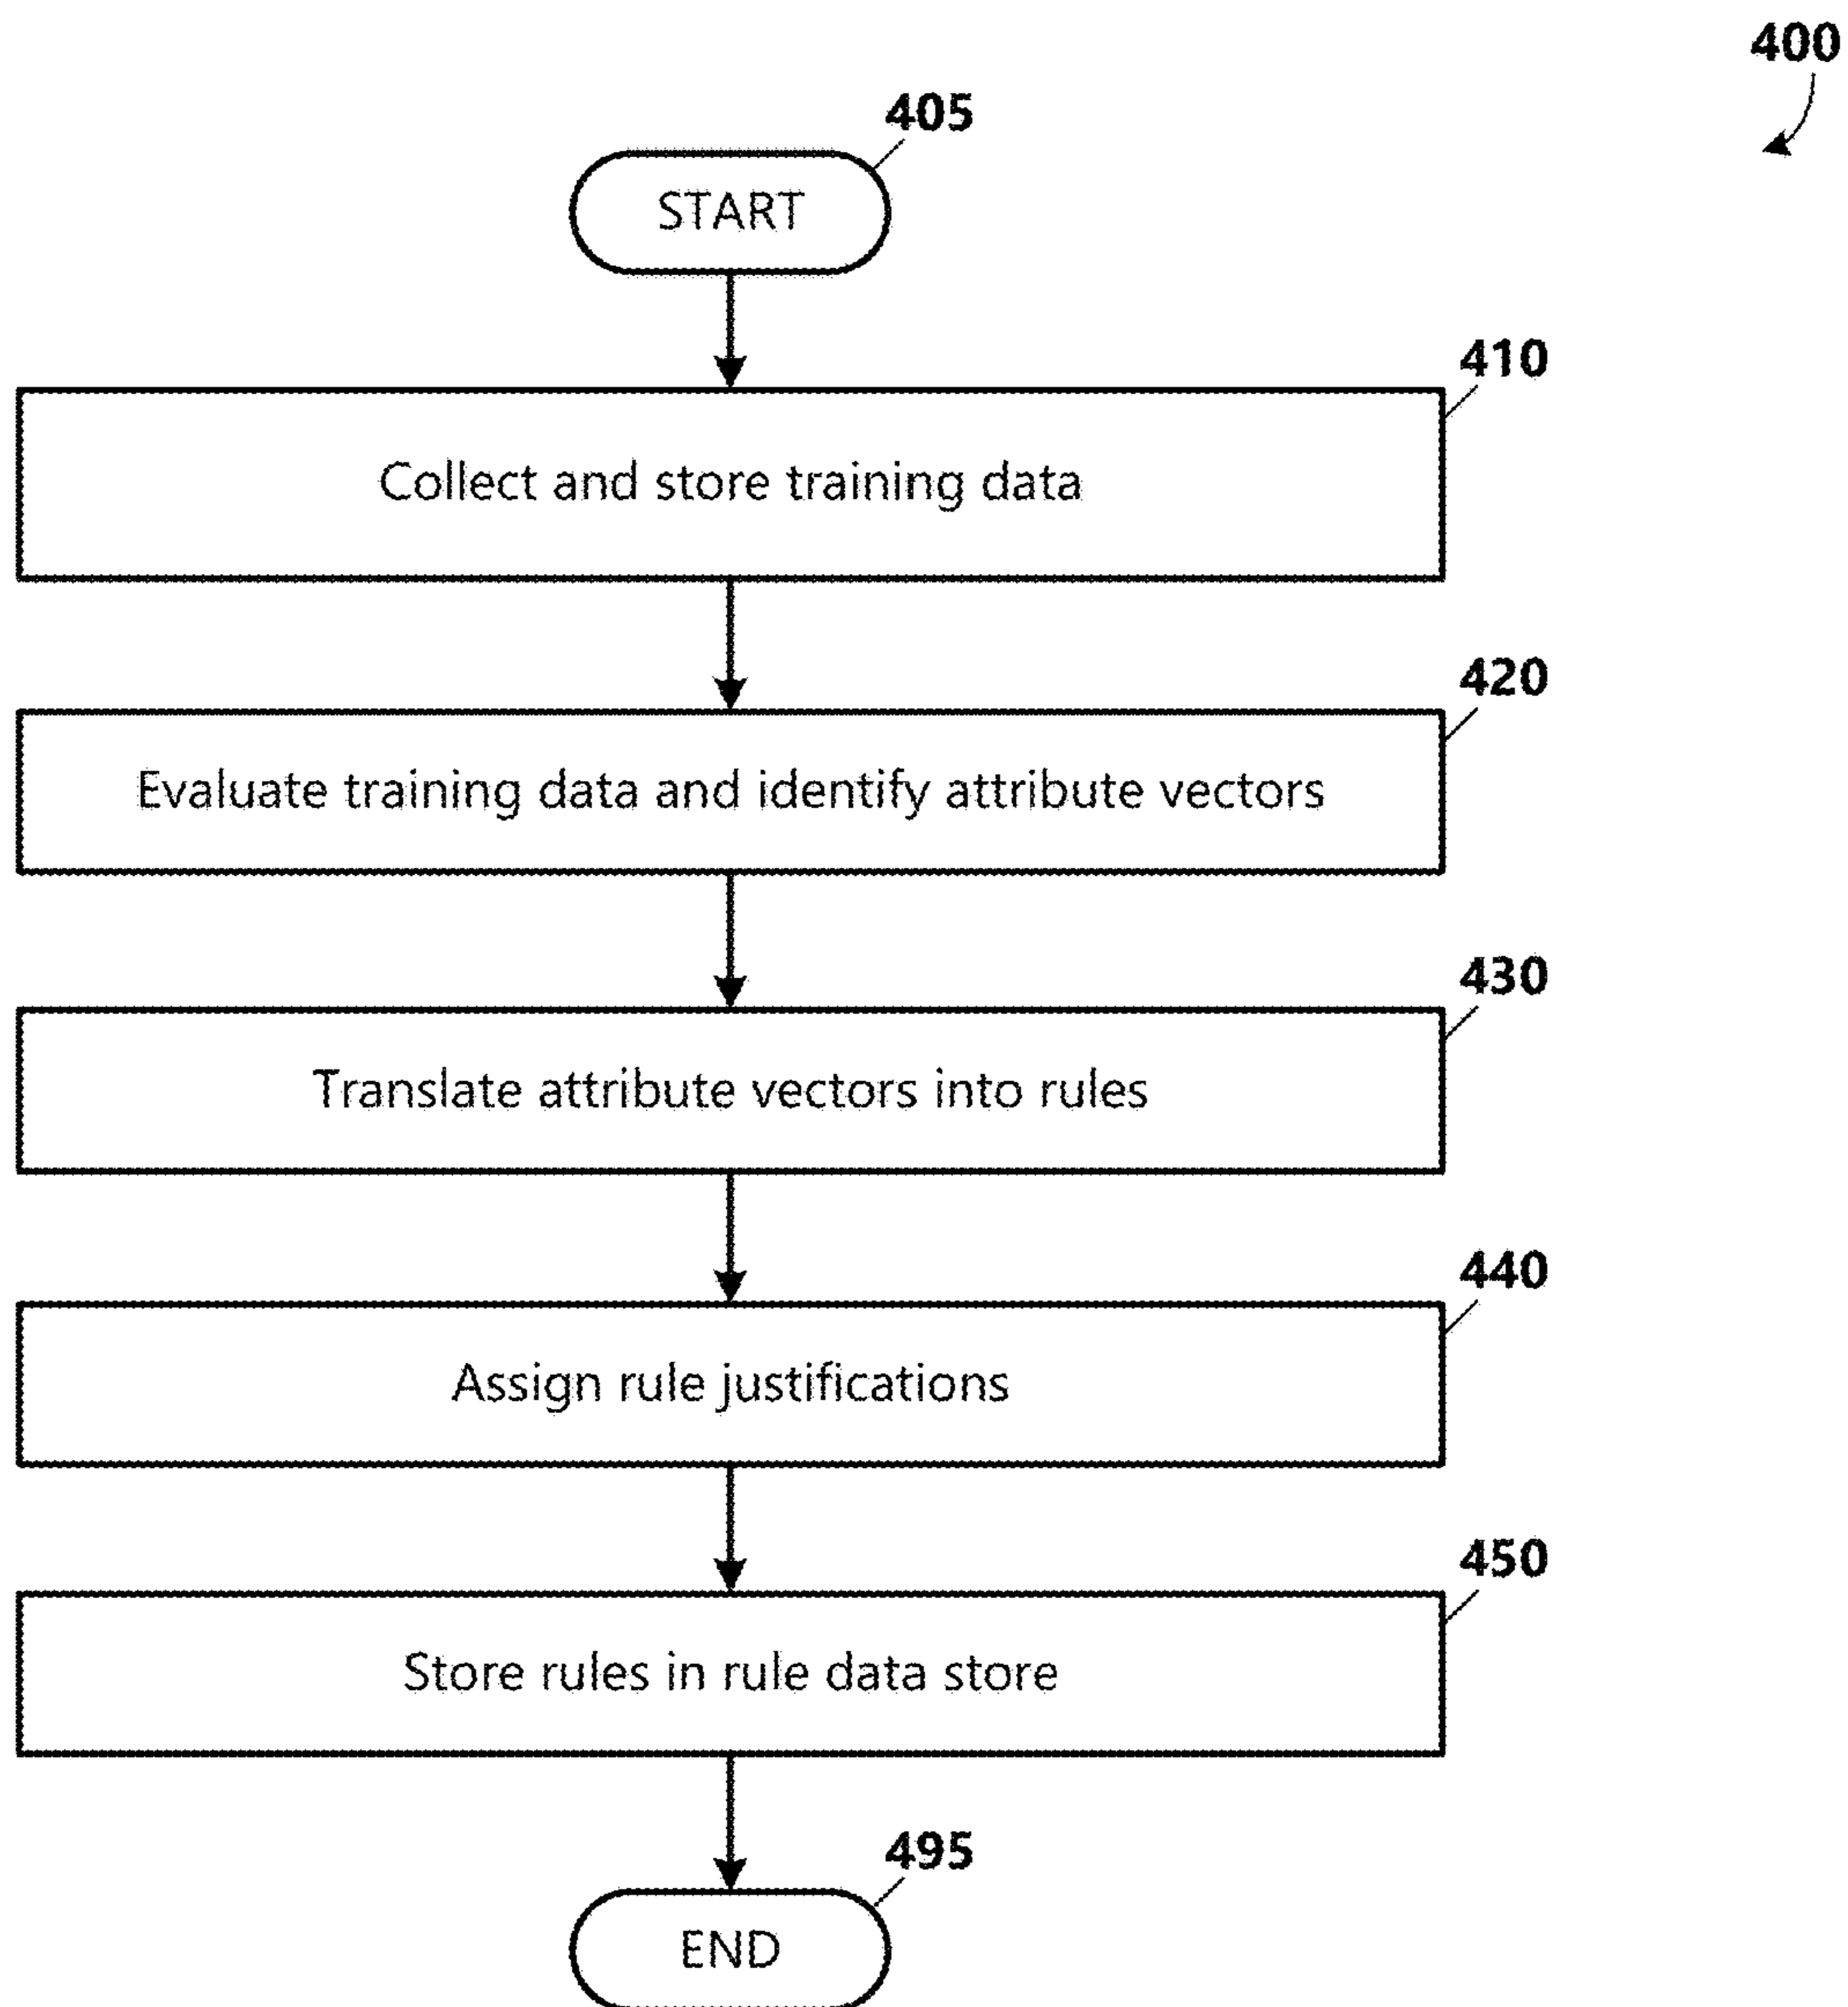 400
405
START
410
Collect and store training data
420
Evaluate training data and identify attribute vectors
430
Translate attribute vectors into rules
440
Assign rule justifications
450
Store rules in rule data store
495
END